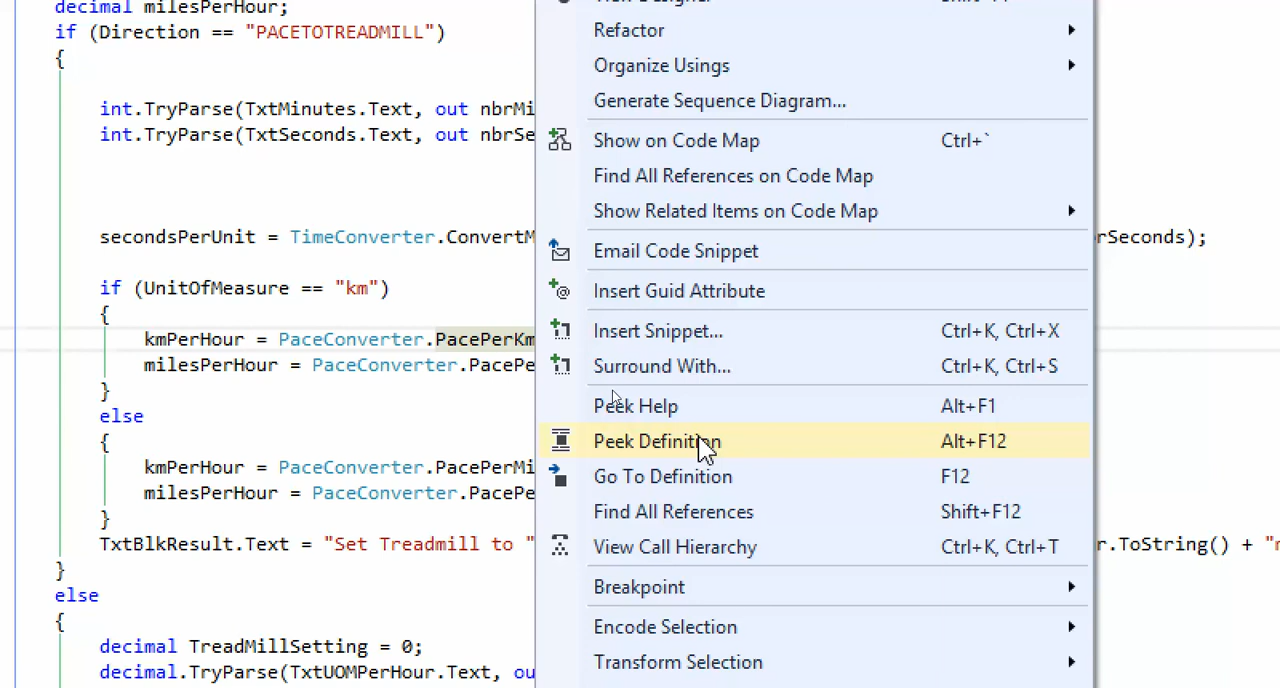 decimal milesPerHour;
if (Direction == "PACETOTREADMILL")
{
int.TryParse(TxtMinutes.Text, out nbrMi
int.TryParse(TxtSeconds.Text, out nbrSe
secondsPerUnit = TimeConverter.ConvertM
rSeconds);
if (UnitOfMeasure == "km")
{
kmPerHour = PaceConverter.PacePerKm
milesPerHour = PaceConverter.PacePe
}
else
{
kmPerHour = PaceConverter.PacePerMi
milesPerHour = PaceConverter.PacePe
}
TxtBlkResult.Text = "Set Treadmill to "
r.ToString() + "m
}
else
{
decimal TreadMillSetting = 0;
decimal.TryParse(TxtUOMPerHour.Text, ou
Refactor
Organize Usings
Generate Sequence Diagram...
Show on Code Map Ctrl+`
Find All References on Code Map
Show Related Items on Code Map
Email Code Snippet
Insert Guid Attribute
Insert Snippet... Ctrl+K, Ctrl+X
Surround With... Ctrl+K, Ctrl+S
Peek Help Alt+F1
Peek Definition Alt+F12
Go To Definition F12
Find All References Shift+F12
View Call Hierarchy Ctrl+K, Ctrl+T
Breakpoint
Encode Selection
Transform Selection